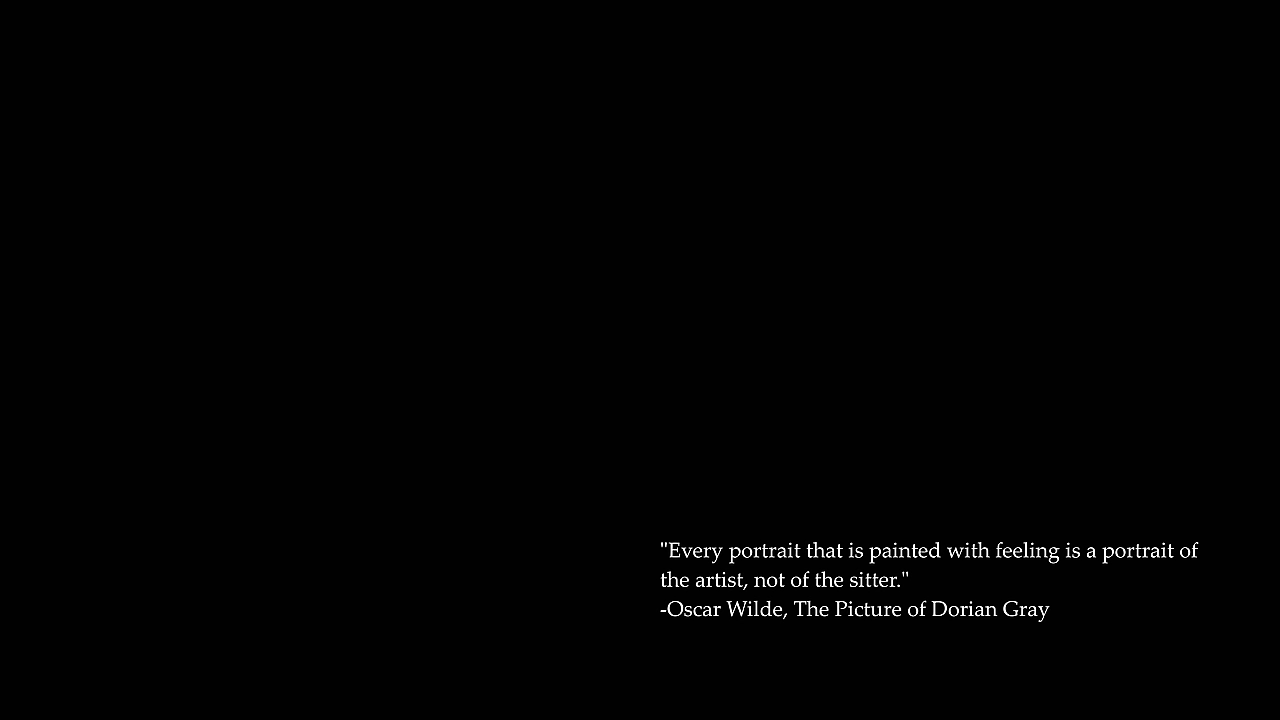 "Every portrait that is painted with feeling is a portrait of
the artist, not of the sitter."
-Oscar Wilde, The Picture of Dorian Gray